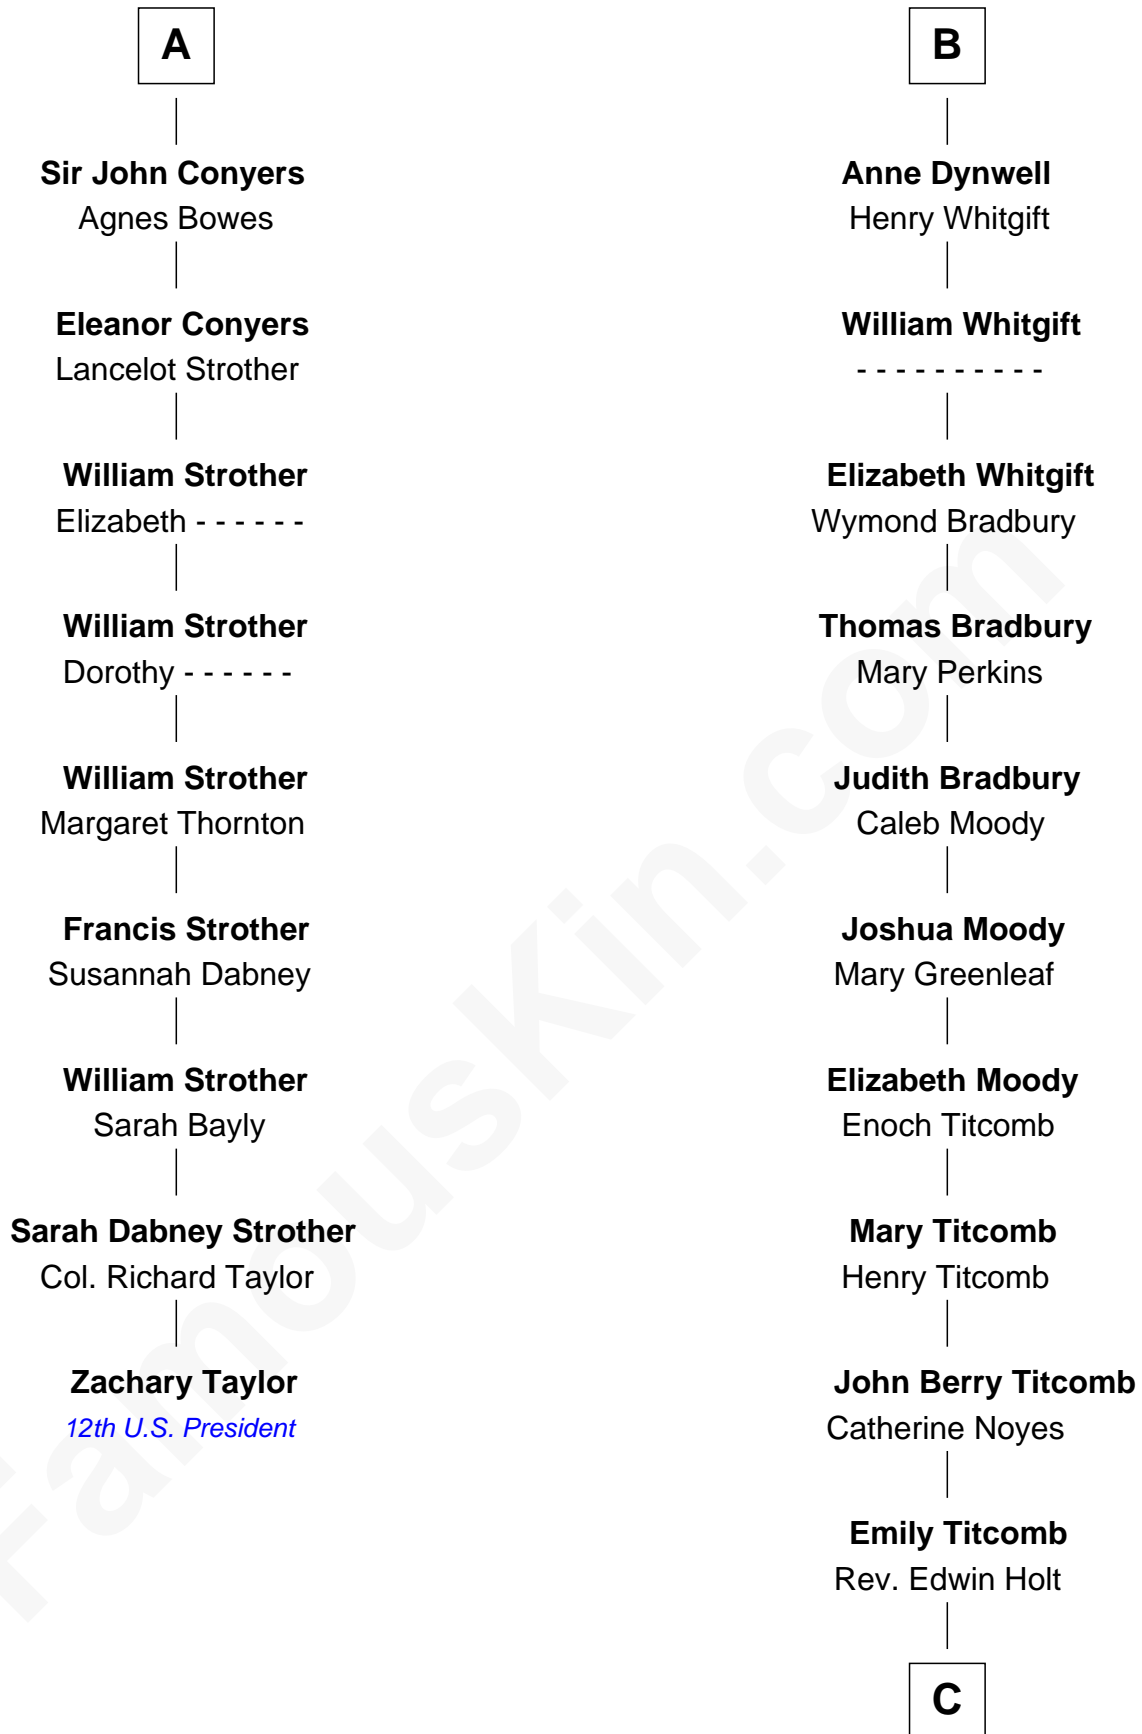 A
Sir John Conyers
Agnes Bowes
Eleanor Conyers
Lancelot Strother
William Strother
Elizabeth - - - - - -
William Strother
Dorothy - - - - - -
William Strother
Margaret Thornton
Francis Strother
Susannah Dabney
William Strother
Sarah Bayly
Sarah Dabney Strother
Col. Richard Taylor
Zachary Taylor
12th U.S. President
B
Anne Dynwell
Henry Whitgift
William Whitgift
- - - - - - - - - -
Elizabeth Whitgift
Wymond Bradbury
Thomas Bradbury
Mary Perkins
Judith Bradbury
Caleb Moody
Joshua Moody
Mary Greenleaf
Elizabeth Moody
Enoch Titcomb
Mary Titcomb
Henry Titcomb
John Berry Titcomb
Catherine Noyes
Emily Titcomb
Rev. Edwin Holt
C
FamousKin.com